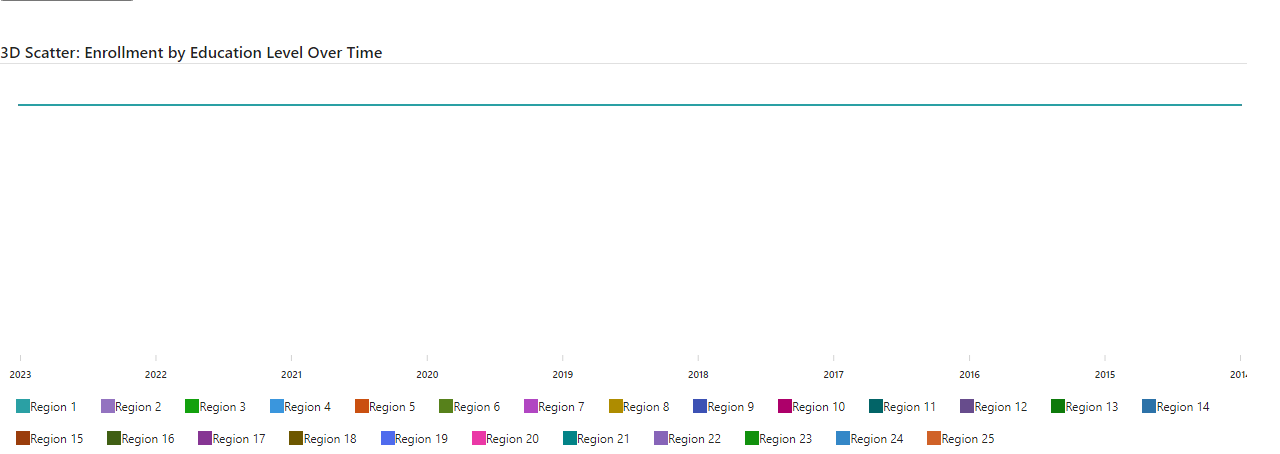 3D Scatter: Enrollment by Education Level Over Time
2023 2022 2021 2020 2019 2018 2017 2016 2015 2014
Region 1 Region 2 Region 3 Region 4 Region 5 Region 6 Region 7 Region 8 Region 9 Region 10 Region 11 Region 12 Region 13 Region 14
Region 15 Region 16 Region 17 Region 18 Region 19 Region 20 Region 21 Region 22 Region 23 Region 24 Region 25